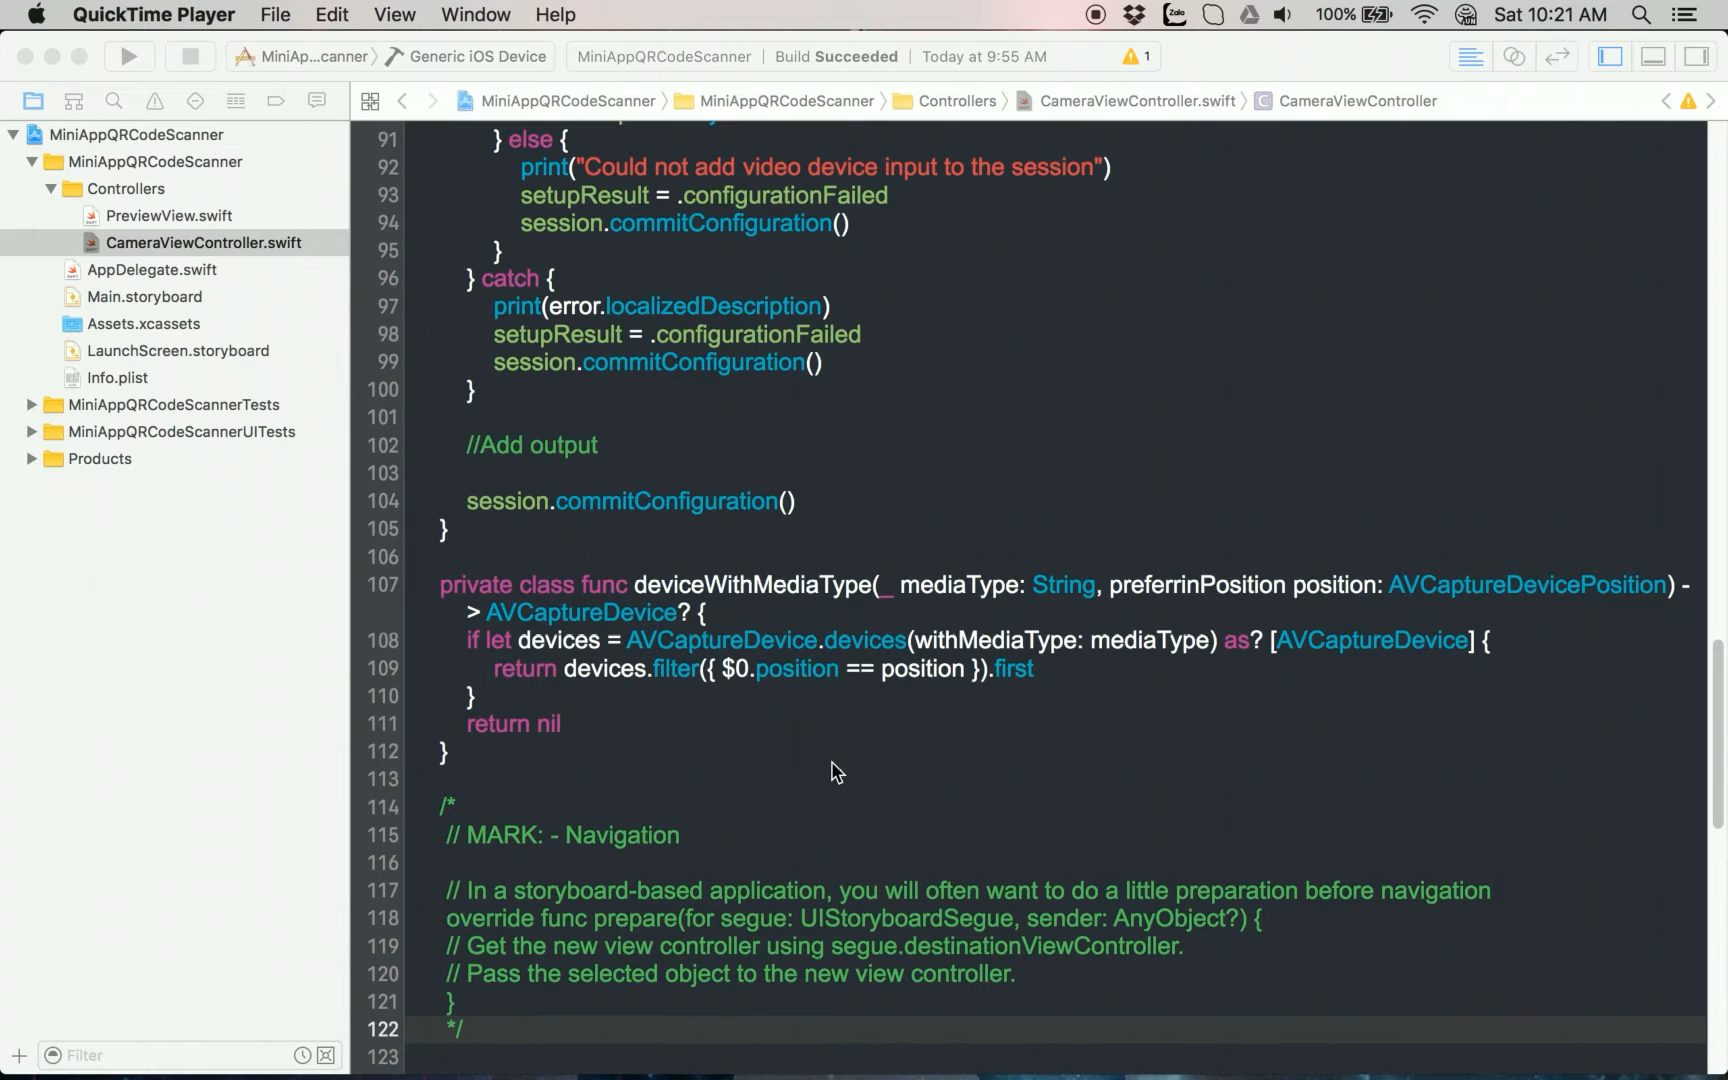 QuickTime Player File Edit View Window Help Zalo 100% Sat 10:21 AM
MiniAp...canner Generic iOS Device MiniAppQRCodeScanner | Build Succeeded | Today at 9:55 AM 1
MiniAppQRCodeScanner MiniAppQRCodeScanner Controllers CameraViewController.swift C CameraViewController
MiniAppQRCodeScanner
MiniAppQRCodeScanner
Controllers
PreviewView.swift
CameraViewController.swift
AppDelegate.swift
Main.storyboard
Assets.xcassets
LaunchScreen.storyboard
Info.plist
MiniAppQRCodeScannerTests
MiniAppQRCodeScannerUITests
Products
Filter
91 } else {
92 print("Could not add video device input to the session")
93 setupResult = .configurationFailed
94 session.commitConfiguration()
95 }
96 } catch {
97 print(error.localizedDescription)
98 setupResult = .configurationFailed
99 session.commitConfiguration()
100 }
101
102 //Add output
103
104 session.commitConfiguration()
105 }
106
107 private class func deviceWithMediaType(_ mediaType: String, preferrinPosition position: AVCaptureDevicePosition) -
> AVCaptureDevice? {
108 if let devices = AVCaptureDevice.devices(withMediaType: mediaType) as? [AVCaptureDevice] {
109 return devices.filter({ $0.position == position }).first
110 }
111 return nil
112 }
113
114 /*
115 // MARK: - Navigation
116
117 // In a storyboard-based application, you will often want to do a little preparation before navigation
118 override func prepare(for segue: UIStoryboardSegue, sender: AnyObject?) {
119 // Get the new view controller using segue.destinationViewController.
120 // Pass the selected object to the new view controller.
121 }
122 */
123